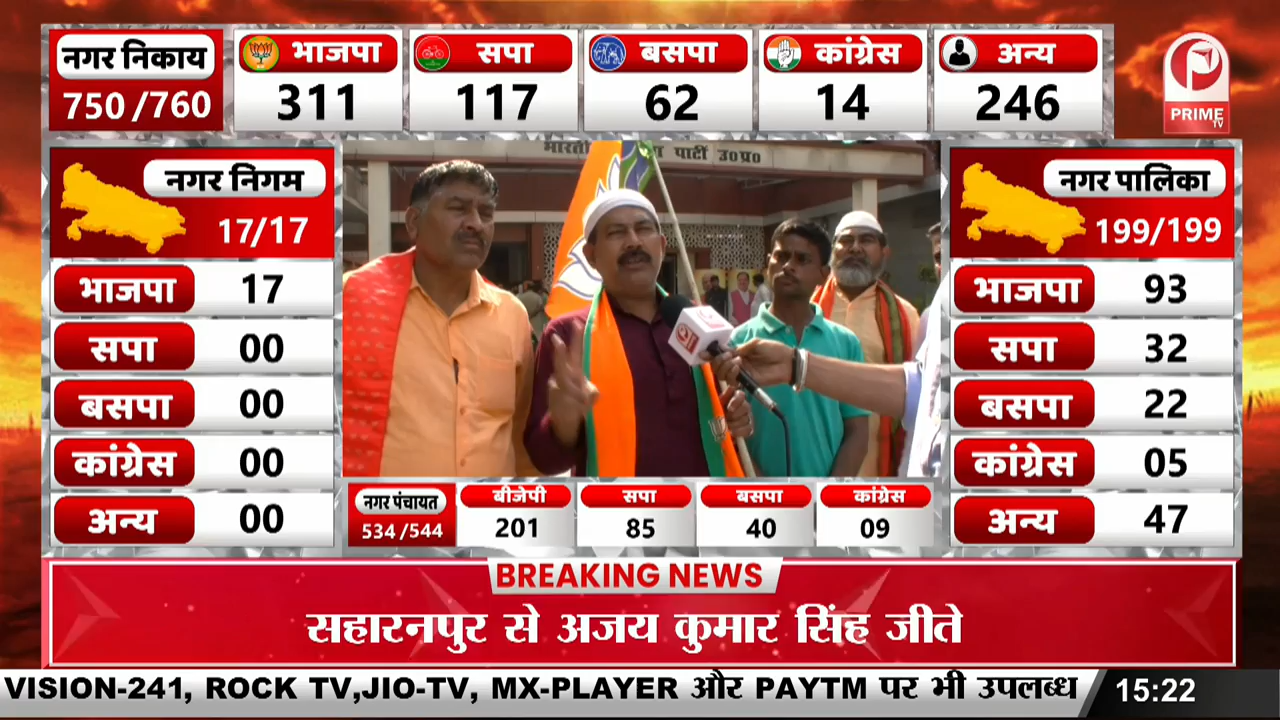 नगर निकाय
750 /760
भाजपा
311
सपा
117
बसपा
62
कांग्रेस
14
अन्य
246
PRIME
TV
नगर निगम
17/17
भाजपा 17
सपा 00
बसपा 00
कांग्रेस 00
अन्य 00
पार्टी उ०प्र०
नगर पालिका
199/199
भाजपा 93
सपा 32
बसपा 22
कांग्रेस 05
अन्य 47
नगर पंचायत
534 /544
बीजेपी
201
सपा
85
बसपा
40
कांग्रेस
09
BREAKING NEWS
सहारनपुर से अजय कुमार सिंह जीते
VISION-241, ROCK TV,JIO-TV, MX-PLAYER और PAYTM पर भी उपलब्ध
15:22